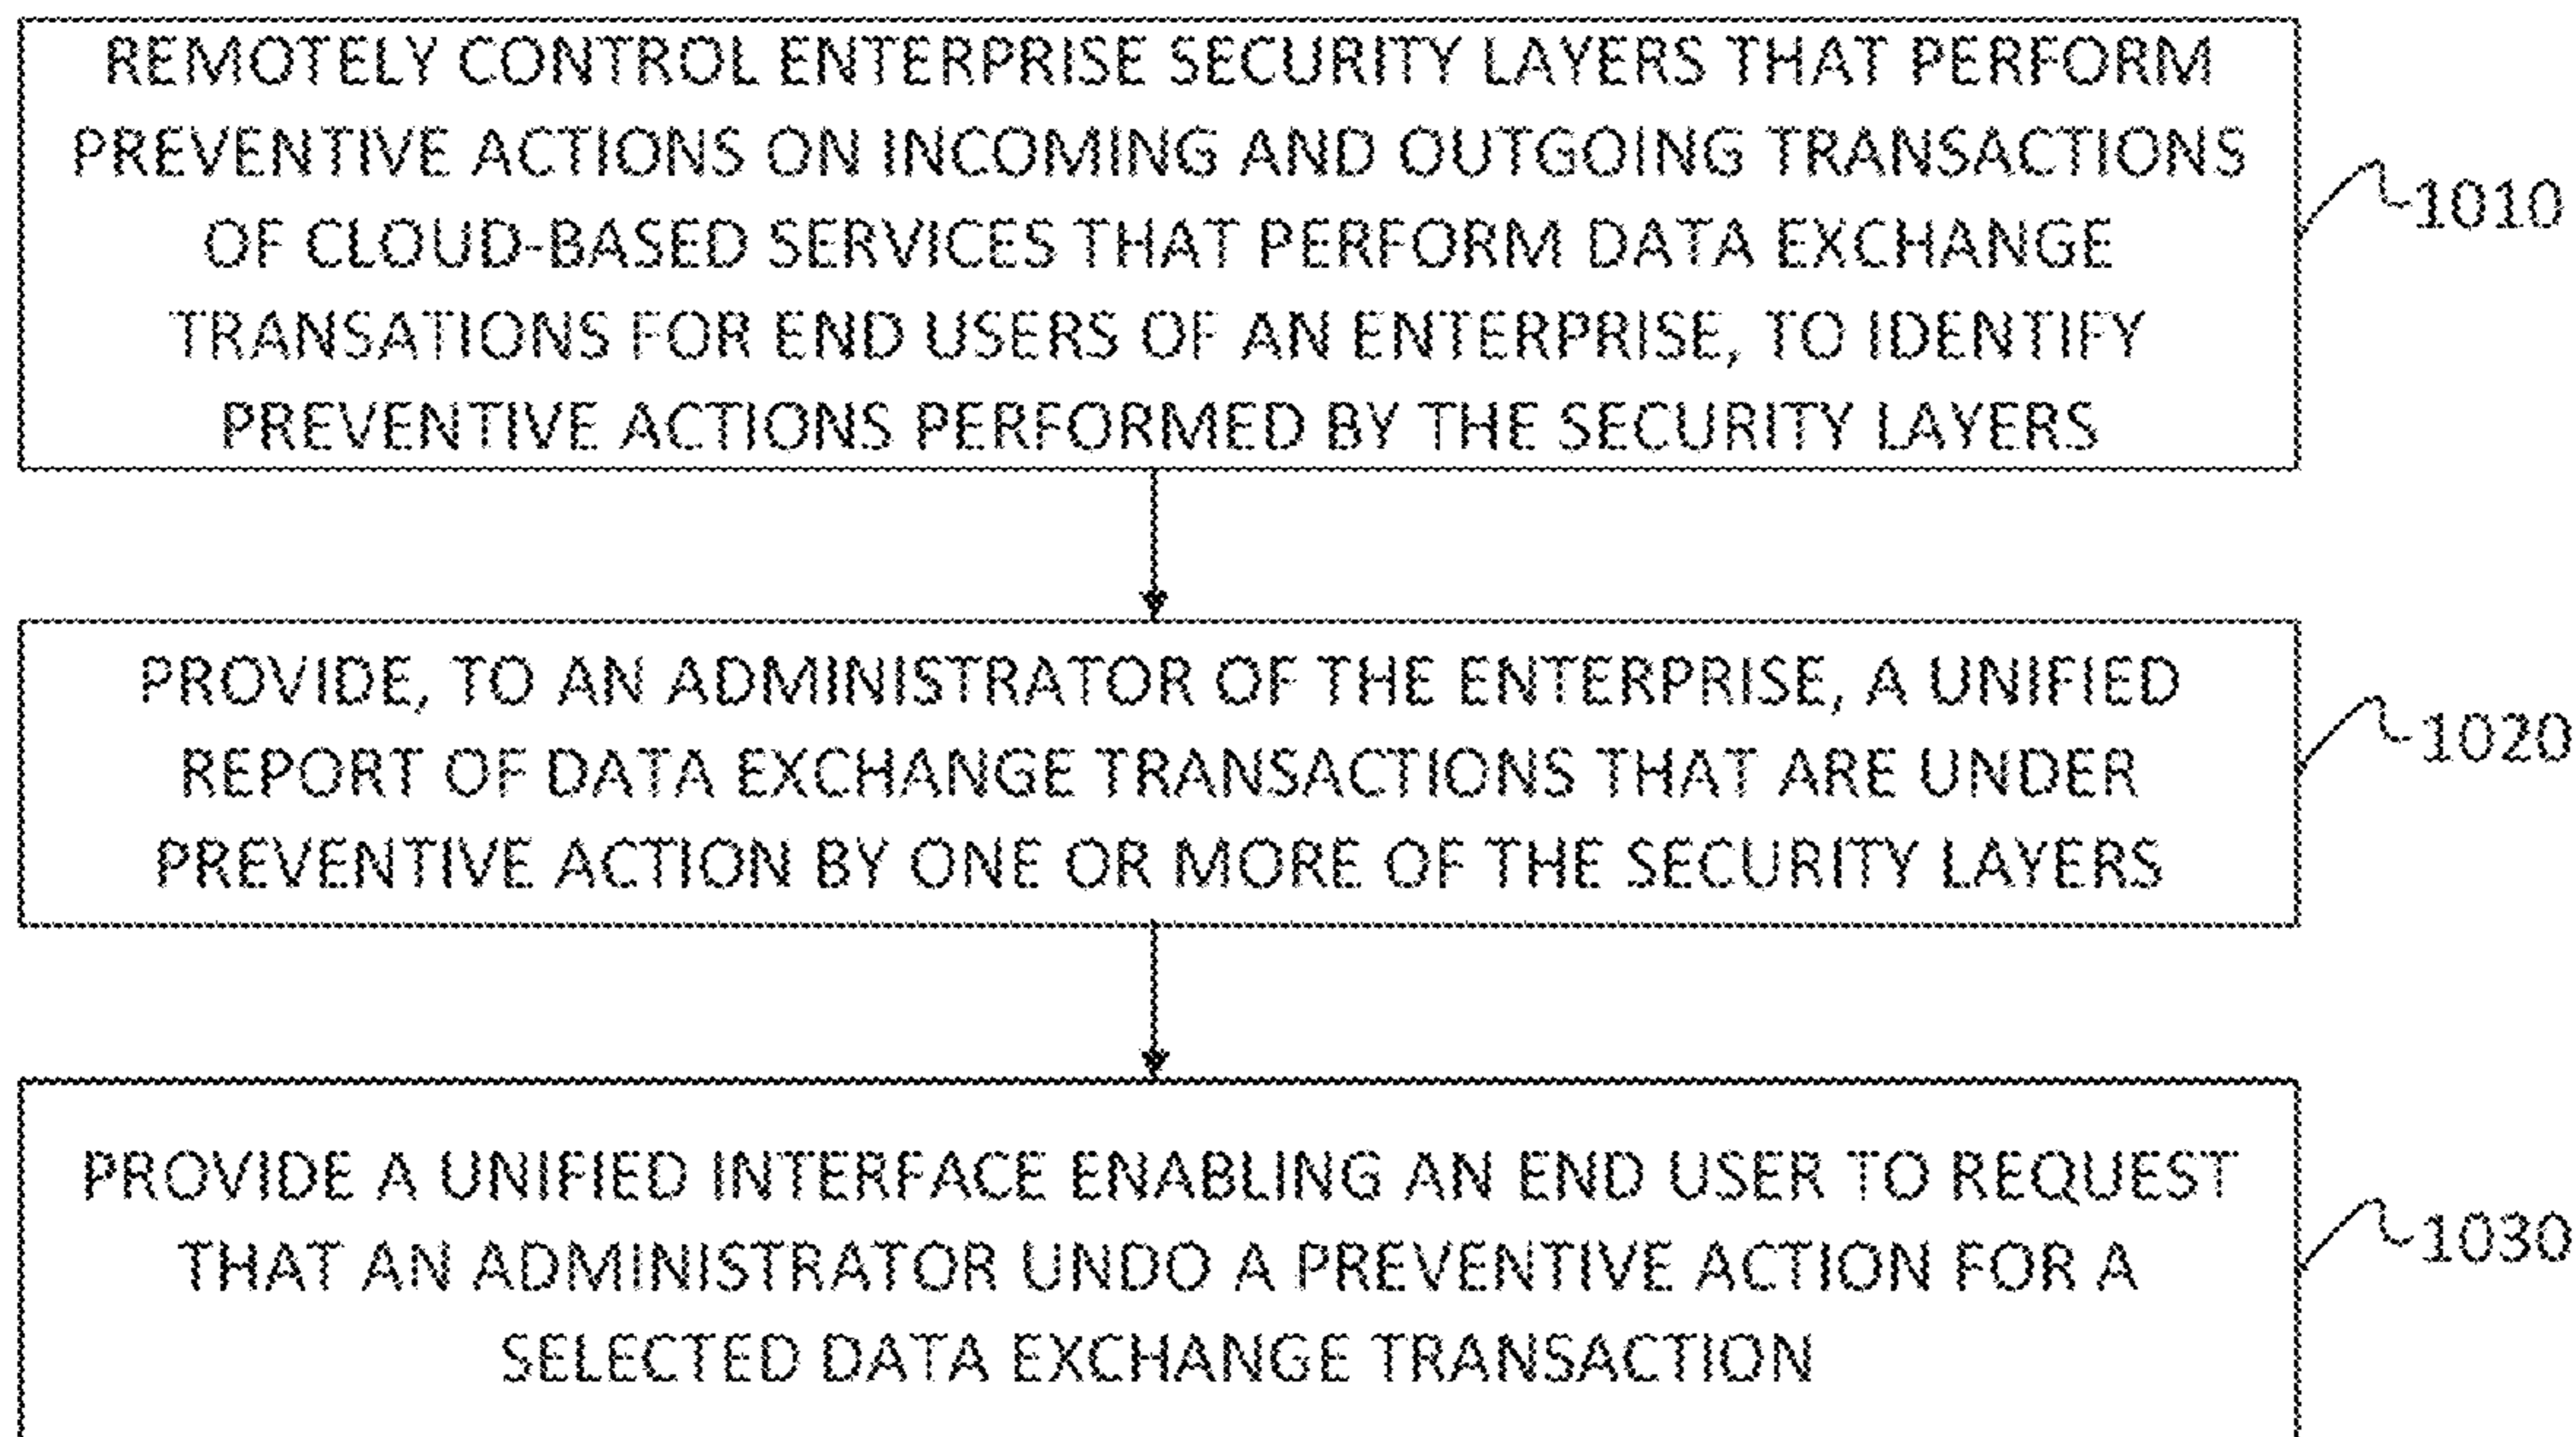 REMOTELY CONTROL ENTERPRISE SECURITY LAYERS THAT PERFORM
PREVENTIVE ACTIONS ON INCOMING AND OUTGOING TRANSACTIONS
OF CLOUD-BASED SERVICES THAT PERFORM DATA EXCHANGE
TRANSATIONS FOR END USERS OF AN ENTERPRISE, TO IDENTIFY
PREVENTIVE ACTIONS PERFORMED BY THE SECURITY LAYERS
1010
PROVIDE, TO AN ADMINISTRATOR OF THE ENTERPRISE, A UNIFIED
REPORT OF DATA EXCHANGE TRANSACTIONS THAT ARE UNDER
PREVENTIVE ACTION BY ONE OR MORE OF THE SECURITY LAYERS
1020
PROVIDE A UNIFIED INTERFACE ENABLING AN END USER TO REQUEST
THAT AN ADMINISTRATOR UNDO A PREVENTIVE ACTION FOR A
SELECTED DATA EXCHANGE TRANSACTION
1030